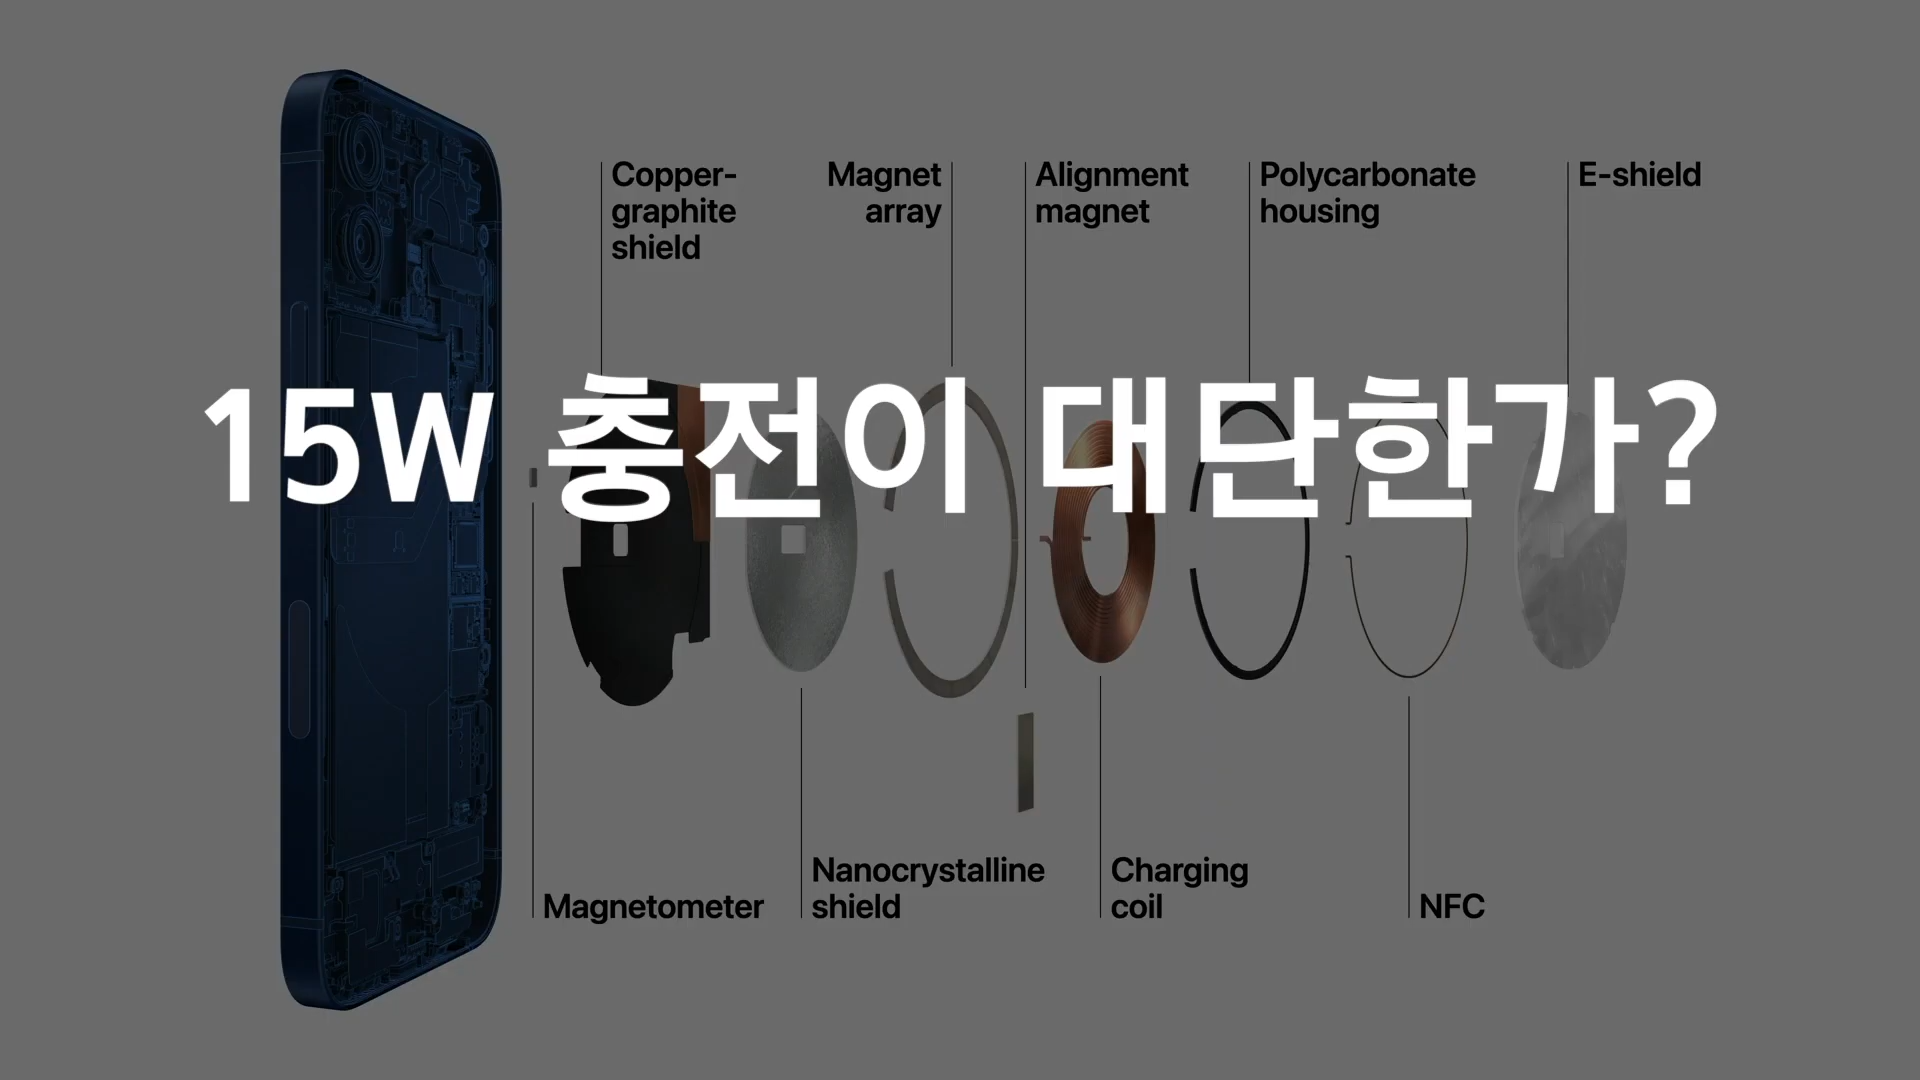 Copper-
graphite
shield
Magnet
array
Alignment
magnet
Polycarbonate
housing
E-shield
15W 충전이 대단한가?
Magnetometer
Nanocrystalline
shield
Charging
coil
NFC